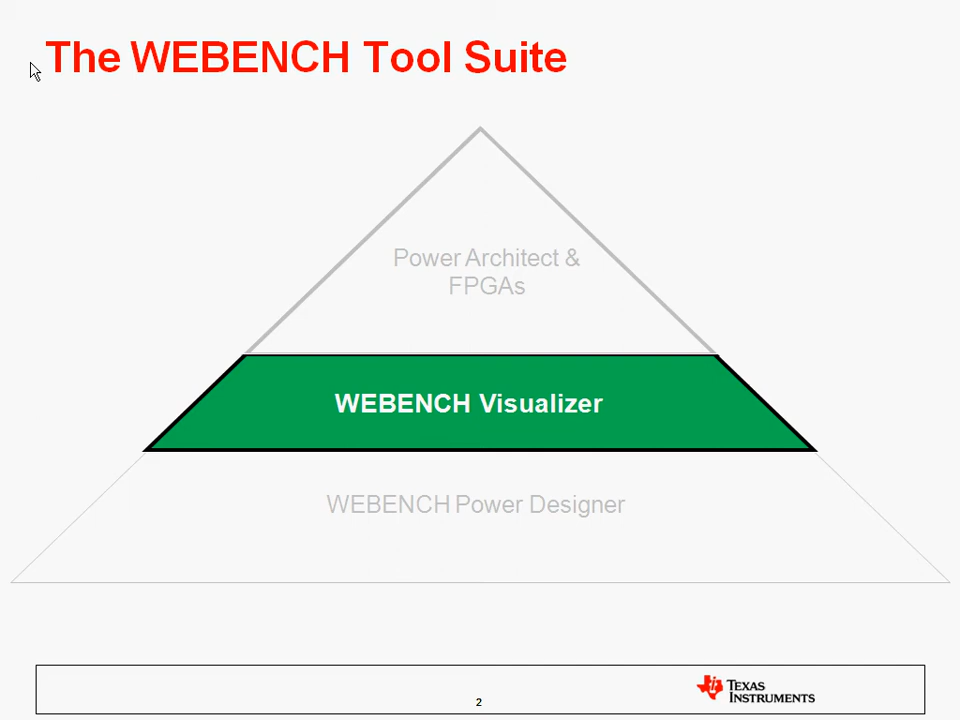 The WEBENCH Tool Suite
Power Architect &
FPGAs
WEBENCH Visualizer
WEBENCH Power Designer
2
TEXAS
INSTRUMENTS